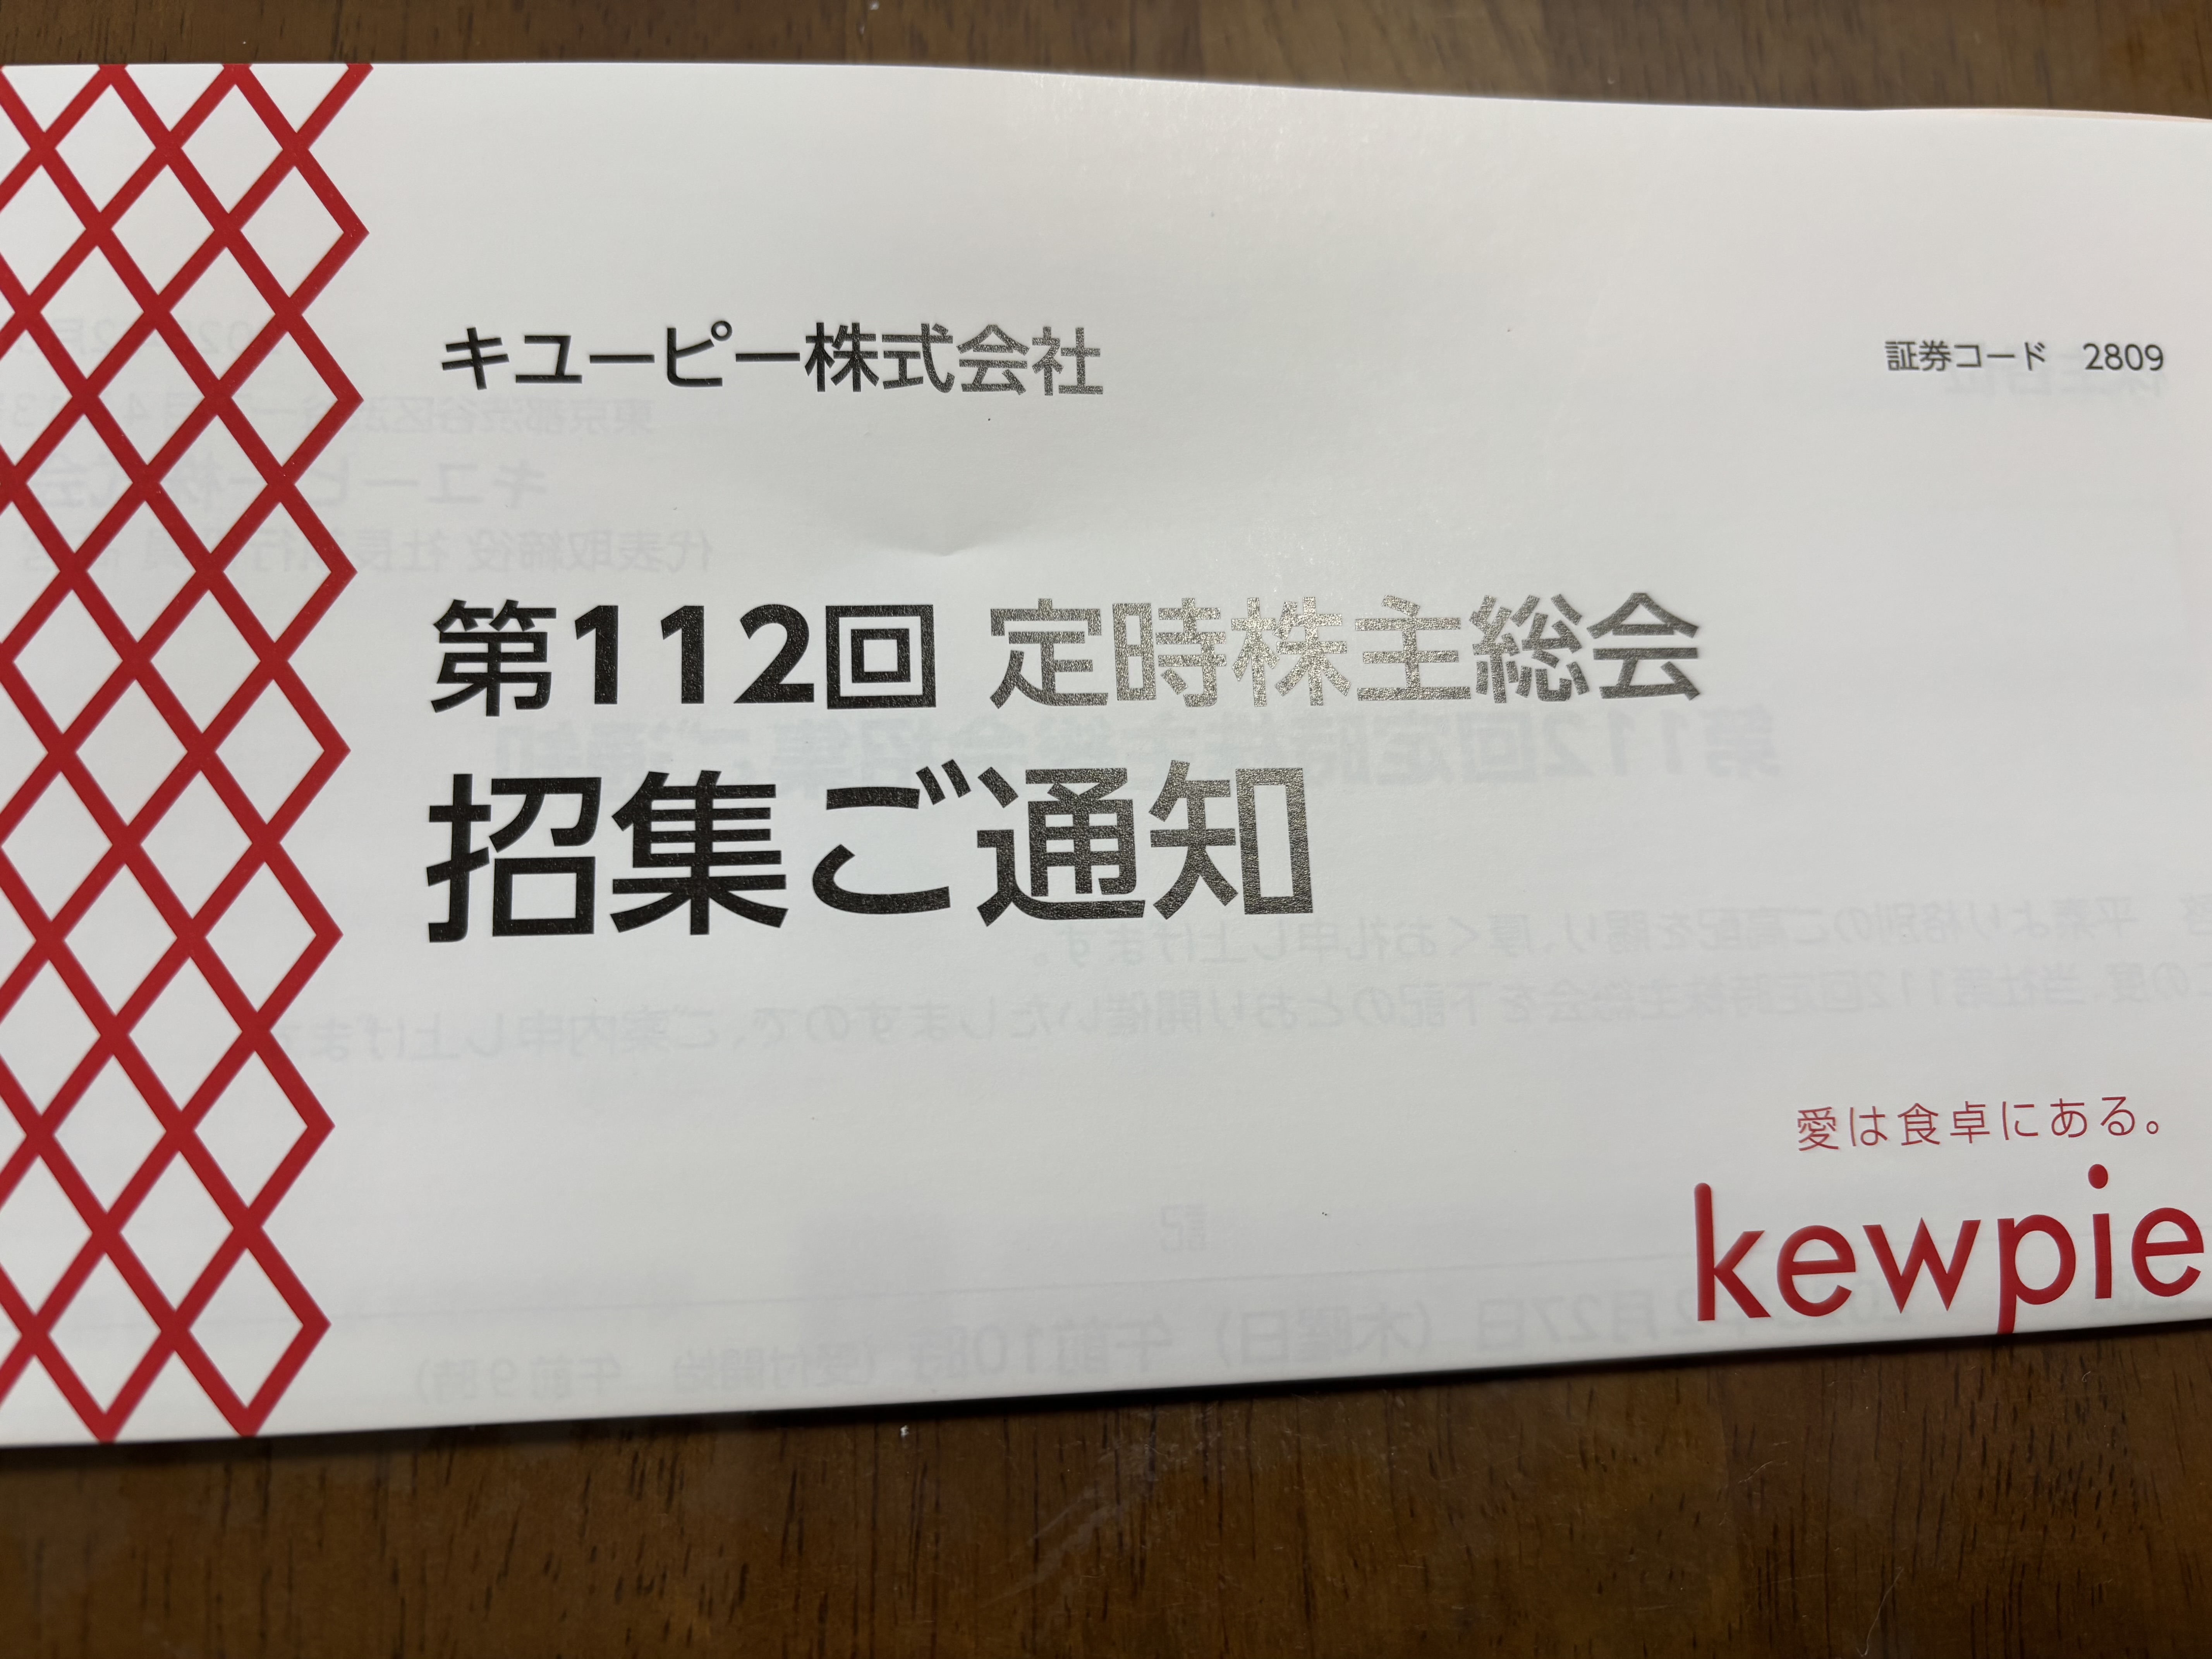 キユーピー株式会社
証券コード 2809
第112回 定時株主総会
招集ご通知
愛は食卓にある。
kewpie